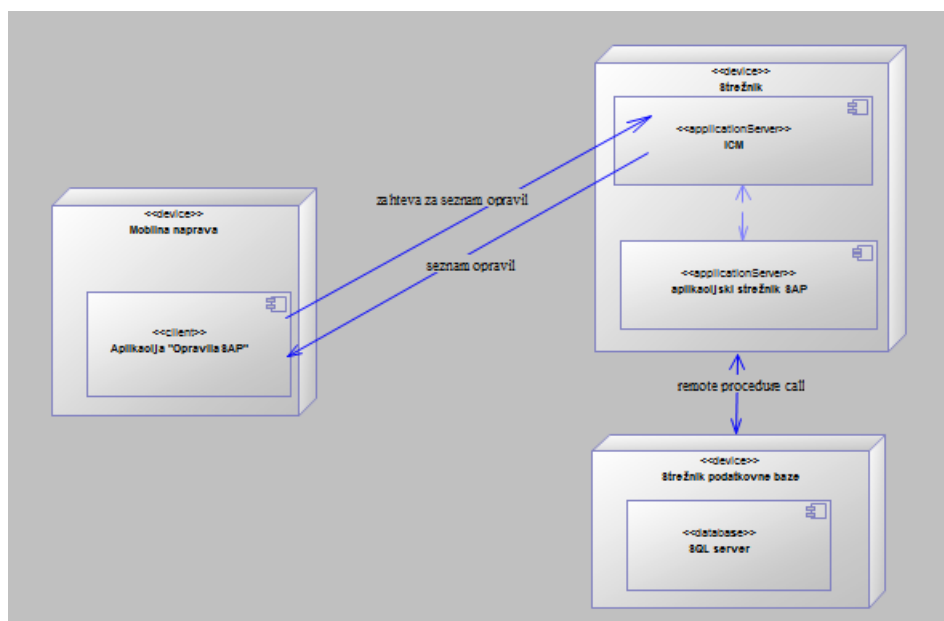 <<device>>
Strežnik
<<applicationServer>>
ICM
zahteva za seznam opravil
<<device>>
Mobilna naprava
seznam opravil
<<applicationServer>>
aplikacijski strežnik SAP
<<client>>
Aplikacija "Opravila SAP"
remote procedure call
<<device>>
Strežnik podatkovne baze
<<database>>
SQL server